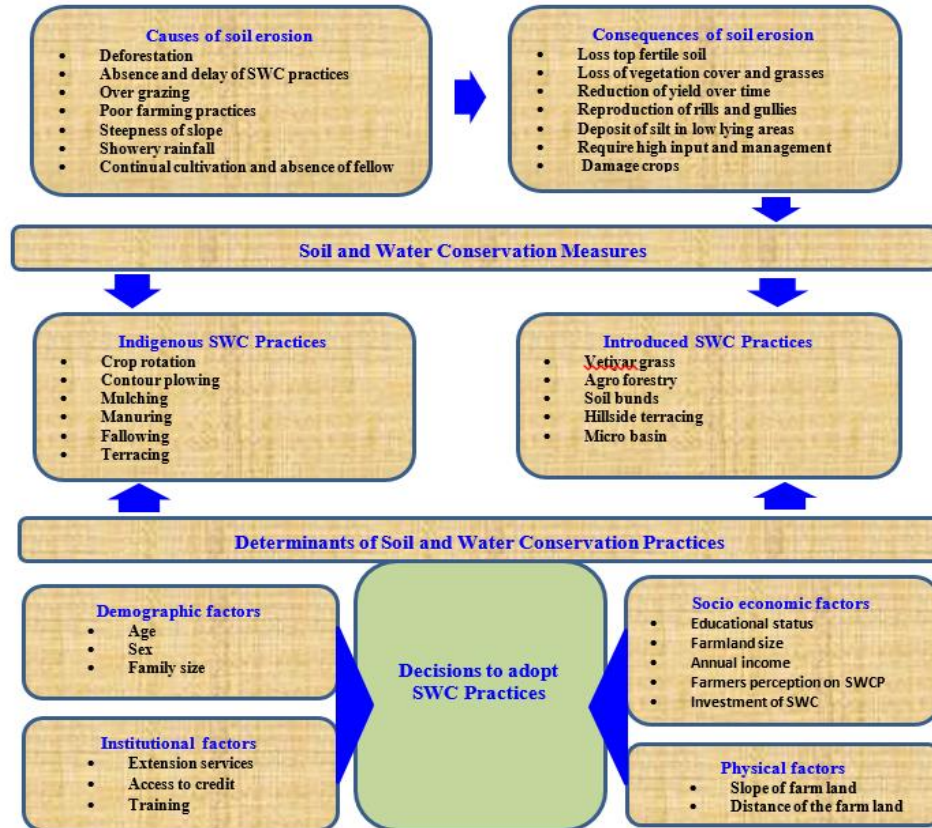 Causes of soil erosion
Deforestation
Absence and delay of SWC practices
Over grazing
Poor farming practices
Steepness of slope
Showery rainfall
Continual cultivation and absence of fellow
Consequences of soil erosion
Loss top fertile soil
Loss of vegetation cover and grasses
Reduction of yield over time
Reproduction of rills and gullies
Deposit of silt in low lying areas
Require high input and management
Damage crops
Soil and Water Conservation Measures
Indigenous SWC Practices
Crop rotation
Contour plowing
Mulching
Manuring
Fallowing
Terracing
Introduced SWC Practices
Vetiyar grass
Agro forestry
Soil bunds
Hillside terracing
Micro basin
Determinants of Soil and Water Conservation Practices
Demographic factors
Age
Sex
Family size
Institutional factors
Extension services
Access to credit
Training
Decisions to adopt
SWC Practices
Socio economic factors
Educational status
Farmland size
Annual income
Farmers perception on SWCP
Investment of SWC
Physical factors
Slope of farm land
Distance of the farm land